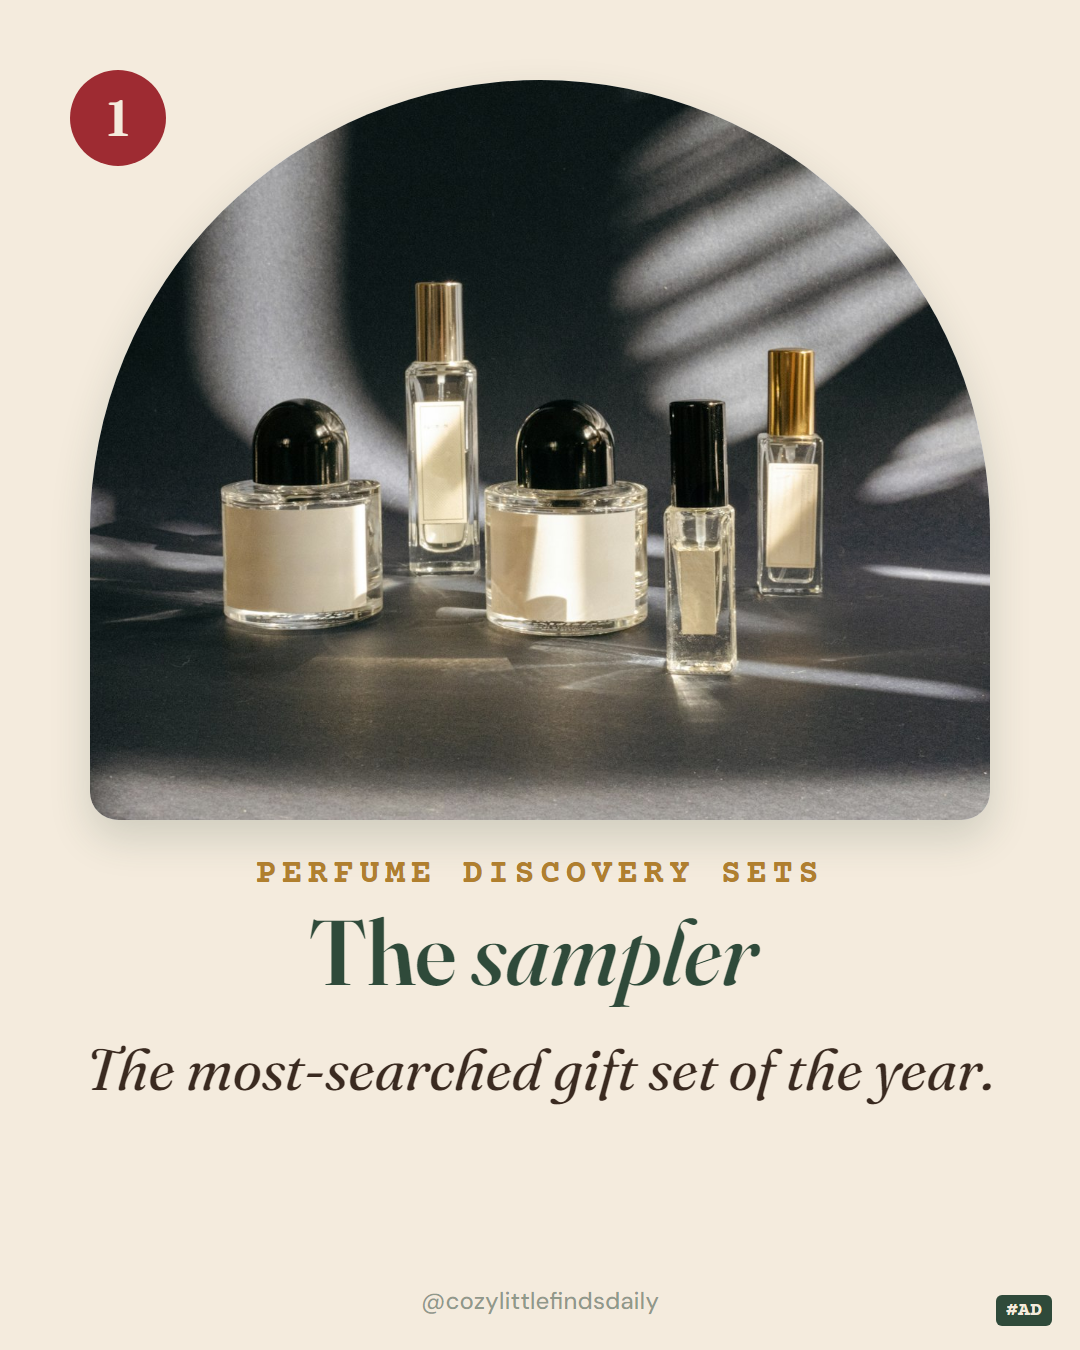 1
PERFUME DISCOVERY SETS
The sampler
The most-searched gift set of the year.
@cozylittlefindsdaily
#AD